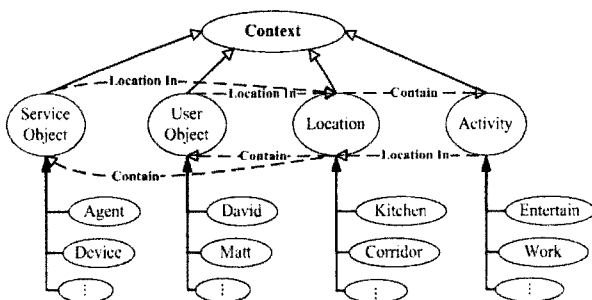 Context
Location In
Location In
Contain
Service
Object
User
Object
Location
Activity
Contain
Location In
Contain
Agent
David
Kitchen
Entertain
Device
Matt
Corridor
Work
⋮
⋮
⋮
⋮